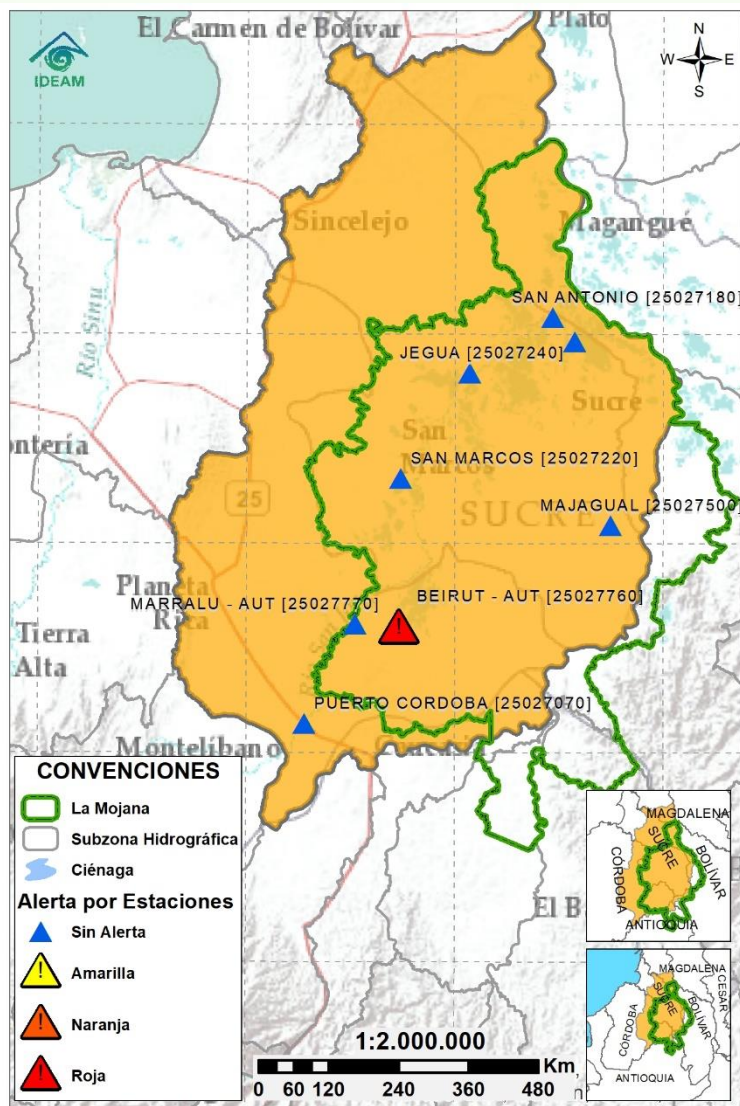 El Carmen de Bolívar
Plato
IDEAM
N
W
E
S
Sincelejo
Magangué
Río Sinú
SAN ANTONIO [25027180]
JEGUA [25027240]
Sucre
San
Marcos
SAN MARCOS [25027220]
ontería
25
SUCRE
MAJAGUAL [25027500]
Planeta
Rica
MARRALU - AUT [25027770]
BEIRUT - AUT [25027760]
Tierra
Alta
PUERTO CORDOBA [25027070]
Montelíbano
El B
CONVENCIONES
La Mojana
Subzona Hidrográfica
Ciénaga
Alerta por Estaciones
Sin Alerta
! Amarilla
! Naranja
! Roja
1:2.000.000
Km
0 60 120 240 360 480
MAGDALENA
SUCRE
BOLÍVAR
CÓRDOBA
ANTIOQUIA
MAGDALENA
CESAR
SUCRE
BOLÍVAR
CÓRDOBA
ANTIOQUIA